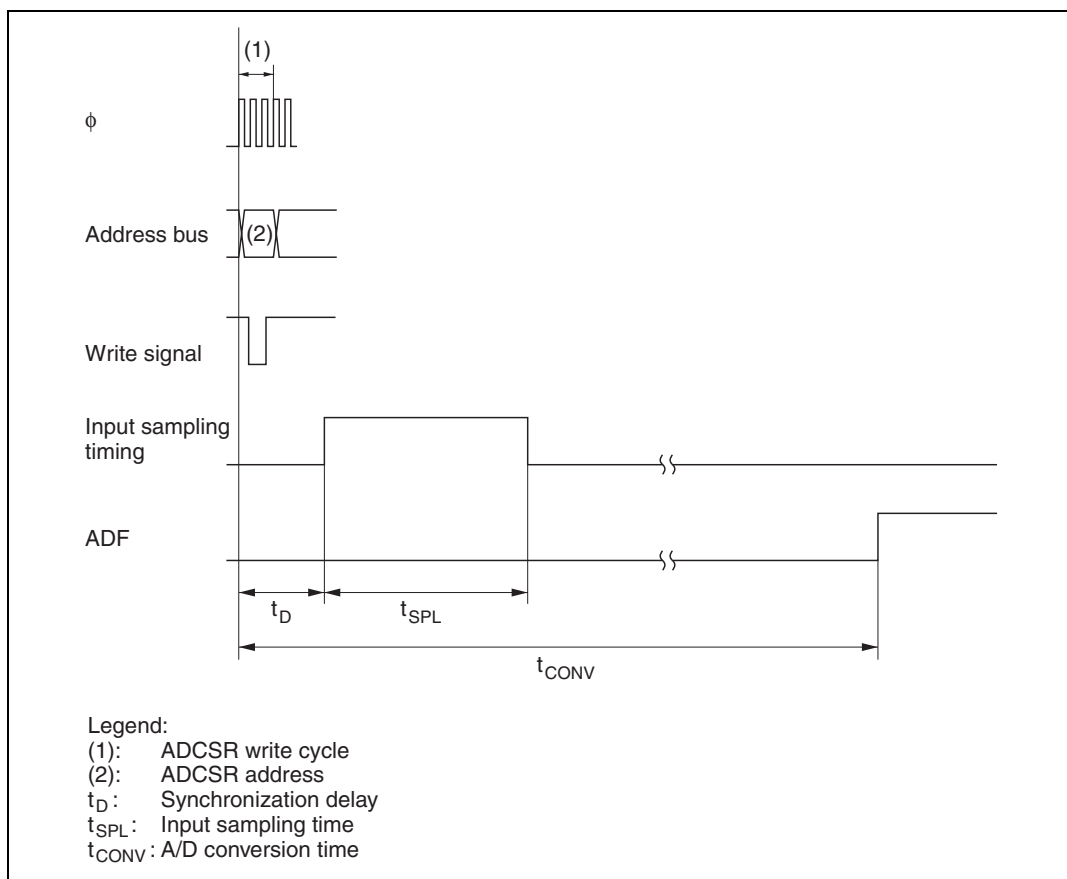 (1)
ϕ
Address bus
(2)
Write signal
Input sampling
timing
ADF
tD
tSPL
tCONV
Legend:
(1): ADCSR write cycle
(2): ADCSR address
tD : Synchronization delay
tSPL : Input sampling time
tCONV : A/D conversion time